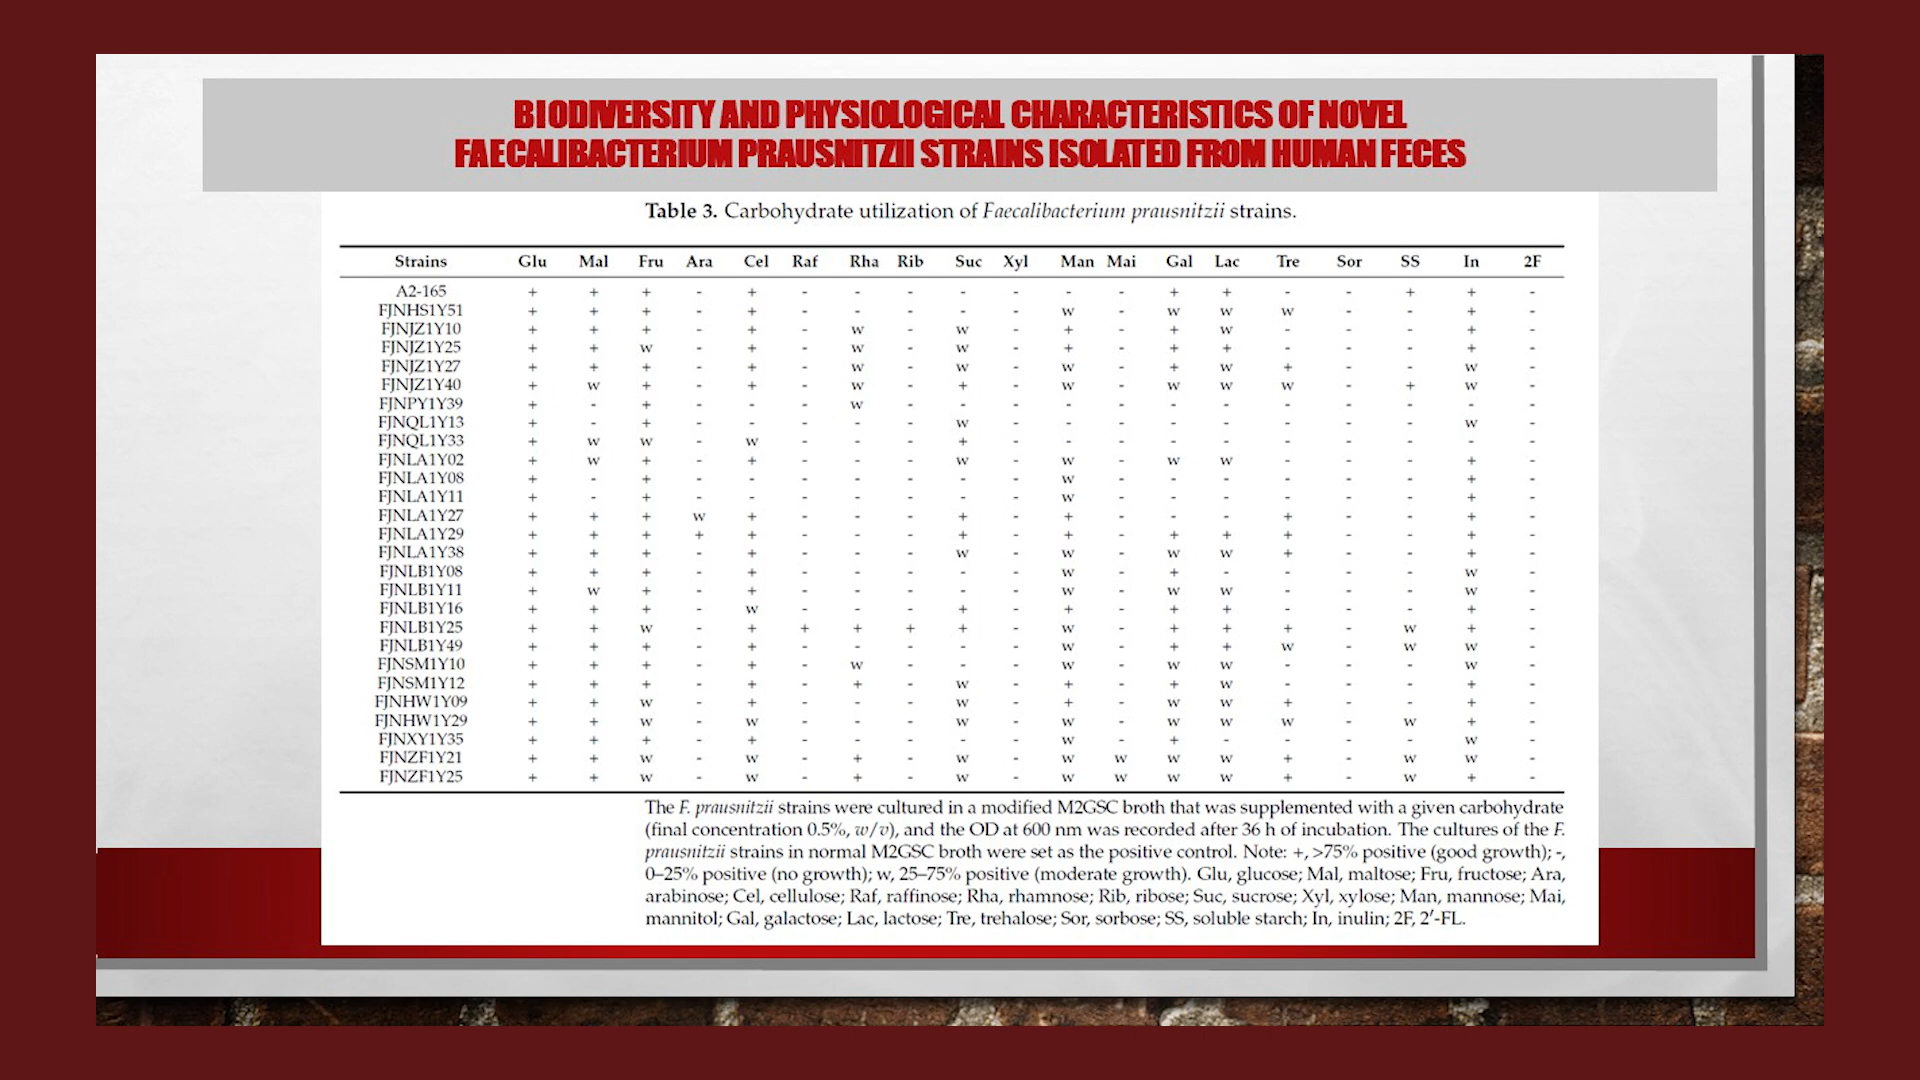 BIODIVERSITY AND PHYSIOLOGICAL CHARACTERISTICS OF NOVEL
FAECALIBACTERIUM PRAUSNITZII STRAINS ISOLATED FROM HUMAN FECES
Table 3. Carbohydrate utilization of Faecalibacterium prausnitzii strains.
Strains Glu Mal Fru Ara Cel Raf Rha Rib Suc Xyl Man Mai Gal Lac Tre Sor SS In 2F
A2-165 + + + - + - - - - - - - + + - - + + -
FJNHS1Y51 + + + - + - - - - - w - w w w - - + -
FJNJZ1Y10 + + + - + - w - w - + - + w - - - + -
FJNJZ1Y25 + + w - + - w - w - + - + + - - - + -
FJNJZ1Y27 + + + - + - w - w - w - + w + - - w -
FJNJZ1Y40 + w + - + - w - + - w - w w w - + w -
FJNPY1Y39 + - + - - - w - - - - - - - - - - - -
FJNQL1Y13 + - + - - - - - w - - - - - - - - w -
FJNQL1Y33 + w w - w - - - + - - - - - - - - - -
FJNLA1Y02 + w + - + - - - w - w - w w - - - + -
FJNLA1Y08 + - + - - - - - - - w - - - - - - + -
FJNLA1Y11 + - + - - - - - - - w - - - - - - + -
FJNLA1Y27 + + + w + - - - + - + - - - + - - + -
FJNLA1Y29 + + + + + - - - + - + - + + + - - + -
FJNLA1Y38 + + + - + - - - w - w - w w + - - + -
FJNLB1Y08 + + + - + - - - - - w - + - - - - w -
FJNLB1Y11 + w + - + - - - - - w - w w - - - w -
FJNLB1Y16 + + + - w - - - + - + - + + - - - + -
FJNLB1Y25 + + w - + + + + + - w - + + + - w + -
FJNLB1Y49 + + + - + - - - - - w - + + w - w w -
FJNSM1Y10 + + + - + - w - - - w - w w - - - w -
FJNSM1Y12 + + + - + - + - w - + - + w - - - + -
FJNHW1Y09 + + w - + - - - w - + - w w + - - + -
FJNHW1Y29 + + w - w - - - w - w - w w w - w + -
FJNXY1Y35 + + + - + - - - - - w - + - - - - w -
FJNZF1Y21 + + w - w - + - w - w w w w + - w w -
FJNZF1Y25 + + w - w - + - w - w w w w + - w + -
The F. prausnitzii strains were cultured in a modified M2GSC broth that was supplemented with a given carbohydrate
(final concentration 0.5%, w/v), and the OD at 600 nm was recorded after 36 h of incubation. The cultures of the F.
prausnitzii strains in normal M2GSC broth were set as the positive control. Note: +, >75% positive (good growth); -,
0–25% positive (no growth); w, 25–75% positive (moderate growth). Glu, glucose; Mal, maltose; Fru, fructose; Ara,
arabinose; Cel, cellulose; Raf, raffinose; Rha, rhamnose; Rib, ribose; Suc, sucrose; Xyl, xylose; Man, mannose; Mai,
mannitol; Gal, galactose; Lac, lactose; Tre, trehalose; Sor, sorbose; SS, soluble starch; In, inulin; 2F, 2′-FL.